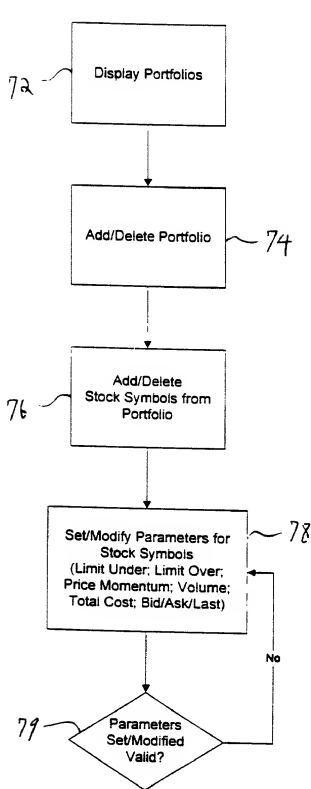 Display Portfolios
72
Add/Delete Portfolio
74
Add/Delete
Stock Symbols from
Portfolio
76
Set/Modify Parameters for
Stock Symbols
(Limit Under; Limit Over;
Price Momentum; Volume;
Total Cost; Bid/Ask/Last)
78
No
Parameters
Set/Modified
Valid?
79